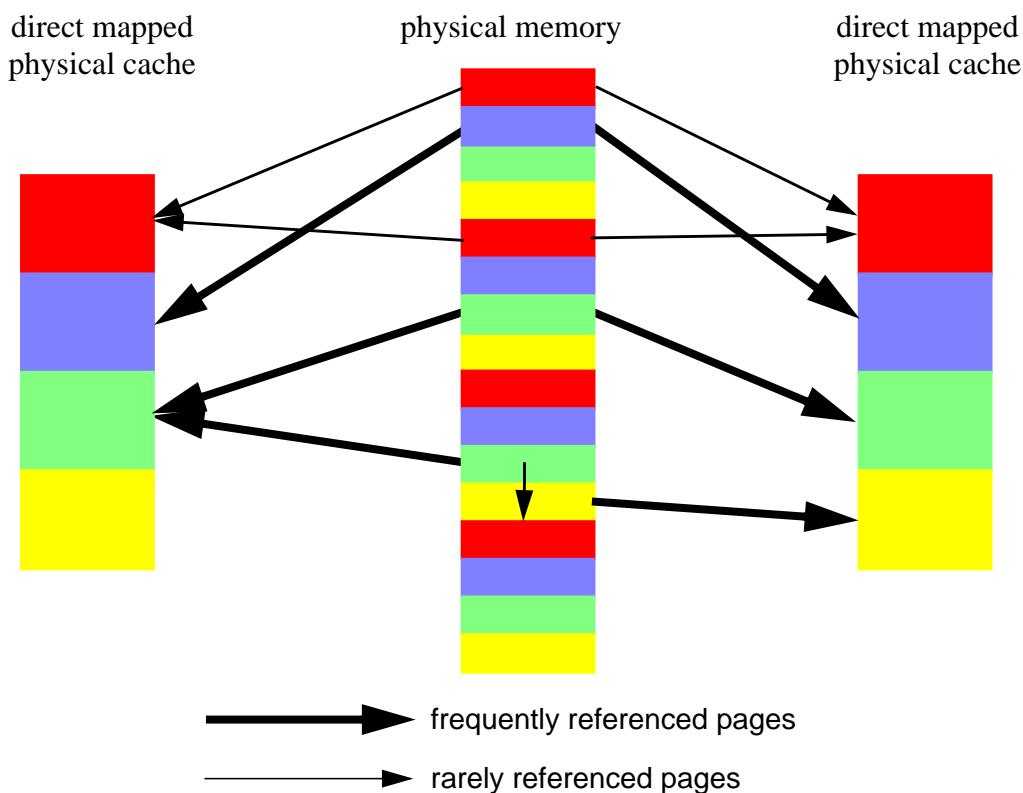 direct mapped
physical cache
physical memory
direct mapped
physical cache
frequently referenced pages
rarely referenced pages